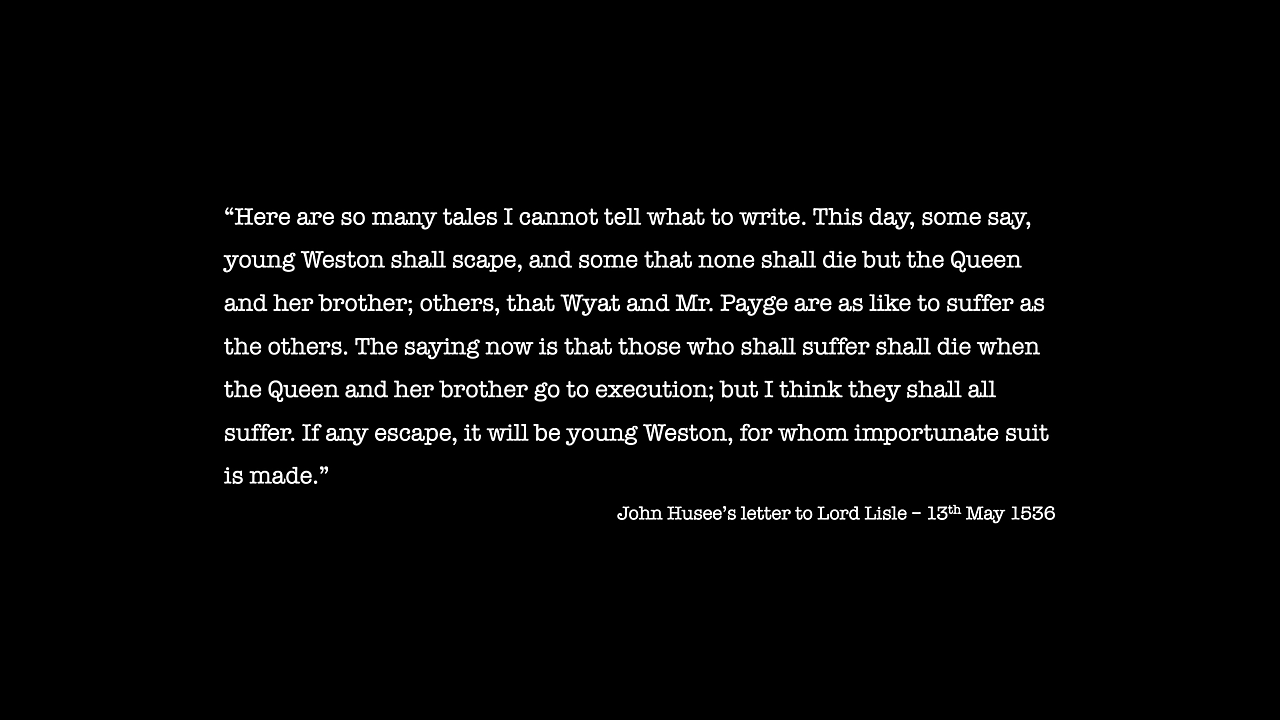 “Here are so many tales I cannot tell what to write. This day, some say,
young Weston shall scape, and some that none shall die but the Queen
and her brother; others, that Wyat and Mr. Payge are as like to suffer as
the others. The saying now is that those who shall suffer shall die when
the Queen and her brother go to execution; but I think they shall all
suffer. If any escape, it will be young Weston, for whom importunate suit
is made.”
John Husee’s letter to Lord Lisle – 13th May 1536